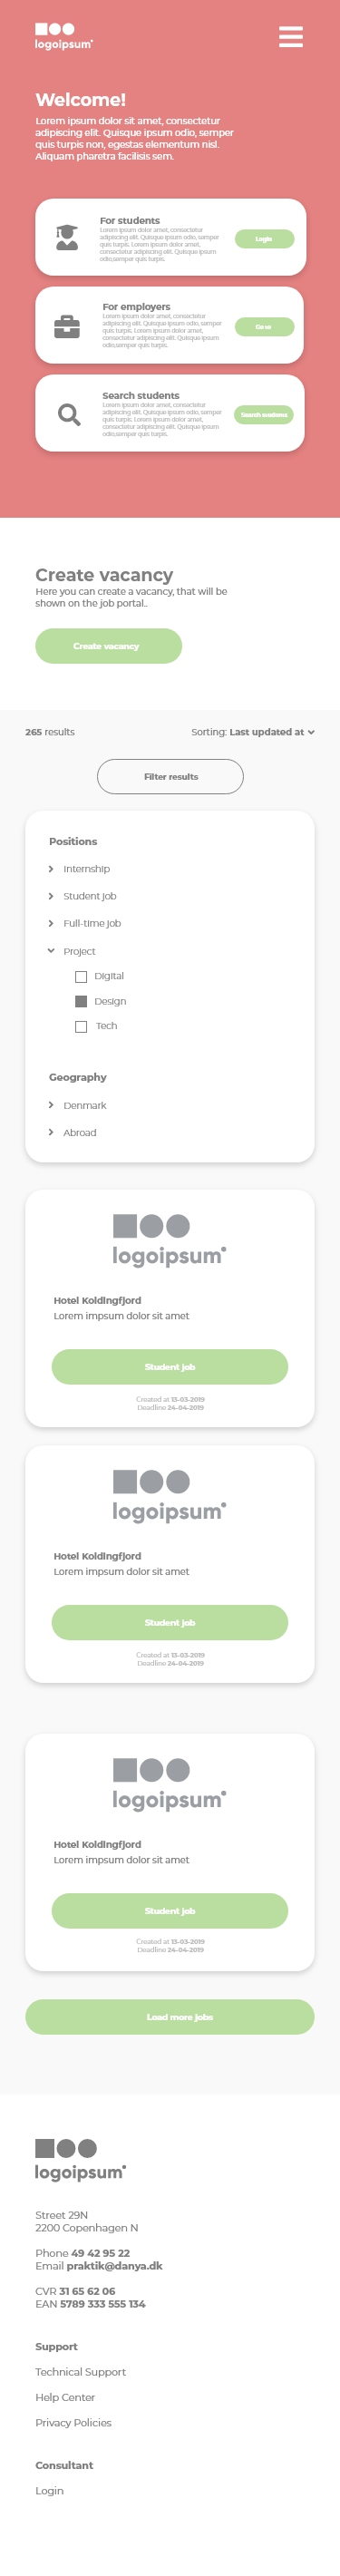 logoipsum
Welcome!
Lorem ipsum dolor sit amet, consectetur
adipiscing elit. Quisque ipsum odio, semper
quis turpis non, egestas elementum nisl.
Aliquam pharetra facilisis sem.
For students
Lorem ipsum dolor amet, consectetur
adipiscing elit. Quisque ipsum odio, semper
quis turpis. Lorem ipsum dolor amet,
consectetur adipiscing elit. Quisque ipsum
odio,semper quis turpis.
Login
For employers
Lorem ipsum dolor amet, consectetur
adipiscing elit. Quisque ipsum odio, semper
quis turpis. Lorem ipsum dolor amet,
consectetur adipiscing elit. Quisque ipsum
odio,semper quis turpis.
Search students
Lorem ipsum dolor amet, consectetur
adipiscing elit. Quisque ipsum odio, semper
quis turpis. Lorem ipsum dolor amet,
consectetur adipiscing elit. Quisque ipsum
odio,semper quis turpis.
Search students
Create vacancy
Here you can create a vacancy, that will be
shown on the job portal..
Create vacancy
265 results
Sorting: Last updated at
Filter results
Positions
Internship
Student job
Full-time job
Project
Digital
Design
Tech
Geography
Denmark
Abroad
logoipsum
Hotel Koldingfjord
Lorem impsum dolor sit amet
Student job
Created at 13-03-2019
Deadline 24-04-2019
logoipsum
Hotel Koldingfjord
Lorem impsum dolor sit amet
Student job
Created at 13-03-2019
Deadline 24-04-2019
logoipsum
Hotel Koldingfjord
Lorem impsum dolor sit amet
Student job
Created at 13-03-2019
Deadline 24-04-2019
Load more jobs
logoipsum
Street 29N
2200 Copenhagen N
Phone 49 42 95 22
Email praktik@danya.dk
CVR 31 65 62 06
EAN 5789 333 555 134
Support
Technical Support
Help Center
Privacy Policies
Consultant
Login